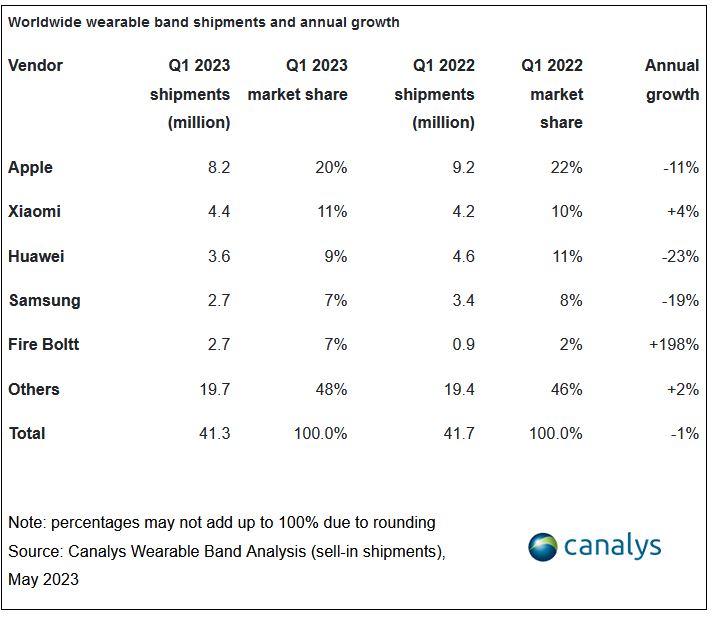 Worldwide wearable band shipments and annual growth
Vendor Q1 2023 shipments (million) Q1 2023 market share Q1 2022 shipments (million) Q1 2022 market share Annual growth
Apple 8.2 20% 9.2 22% -11%
Xiaomi 4.4 11% 4.2 10% +4%
Huawei 3.6 9% 4.6 11% -23%
Samsung 2.7 7% 3.4 8% -19%
Fire Boltt 2.7 7% 0.9 2% +198%
Others 19.7 48% 19.4 46% +2%
Total 41.3 100.0% 41.7 100.0% -1%
Note: percentages may not add up to 100% due to rounding
Source: Canalys Wearable Band Analysis (sell-in shipments),
May 2023
canalys